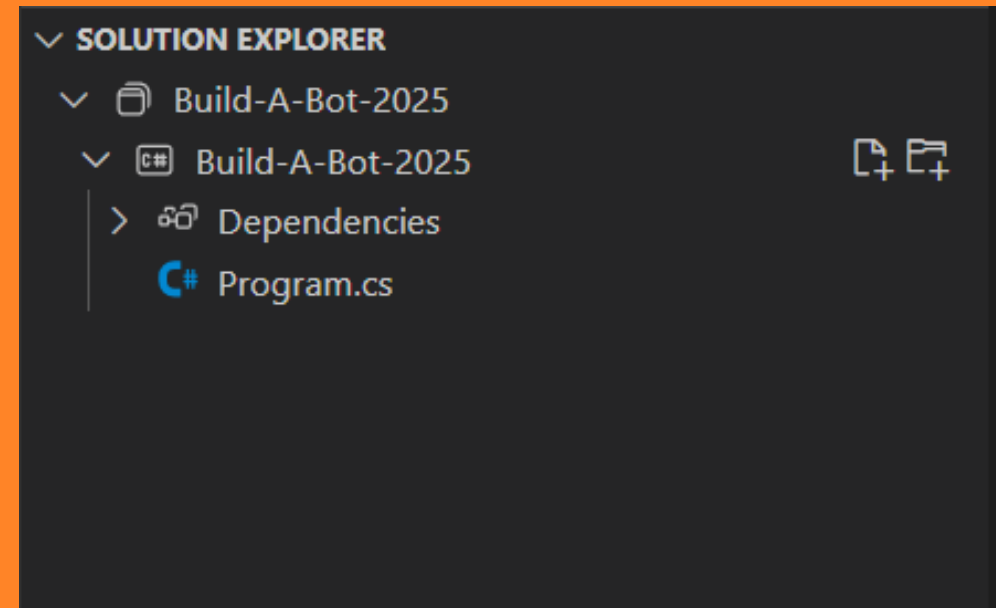 SOLUTION EXPLORER
Build-A-Bot-2025
C# Build-A-Bot-2025
Dependencies
C# Program.cs